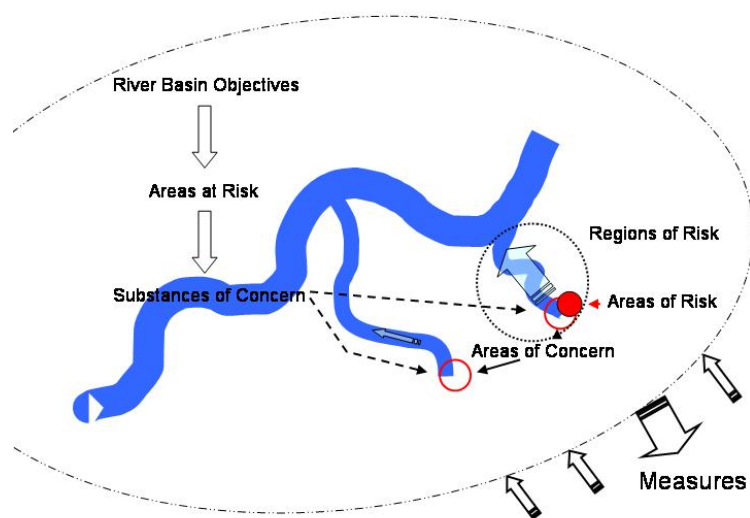 River Basin Objectives
Areas at Risk
Regions of Risk
Substances of Concern
Areas of Risk
Areas of Concern
Measures